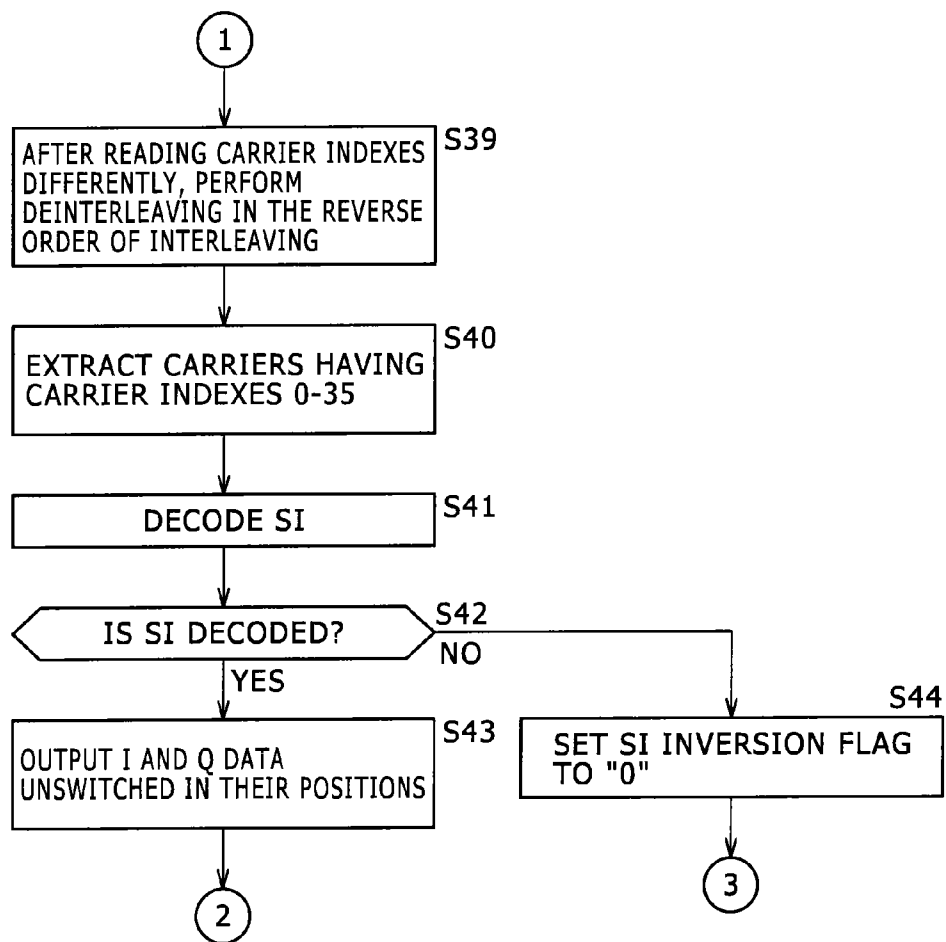 1
S39
AFTER READING CARRIER INDEXES
DIFFERENTLY, PERFORM
DEINTERLEAVING IN THE REVERSE
ORDER OF INTERLEAVING
S40
EXTRACT CARRIERS HAVING
CARRIER INDEXES 0-35
S41
DECODE SI
S42
IS SI DECODED?
NO
YES
S43
OUTPUT I AND Q DATA
UNSWITCHED IN THEIR POSITIONS
S44
SET SI INVERSION FLAG
TO "0"
2
3